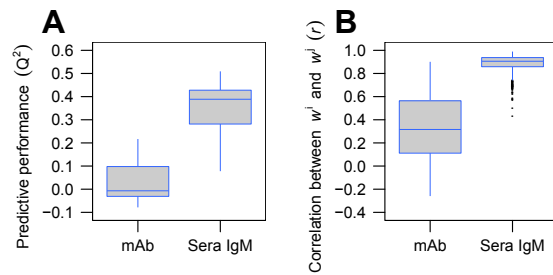 A
Predictive performance (Q²)
0.6
0.5
0.4
0.3
0.2
0.1
0.0
−0.1
mAb Sera IgM
B
Correlation between wⁱ and wʲ (r)
1.0
0.8
0.6
0.4
0.2
0.0
−0.2
−0.4
mAb Sera IgM